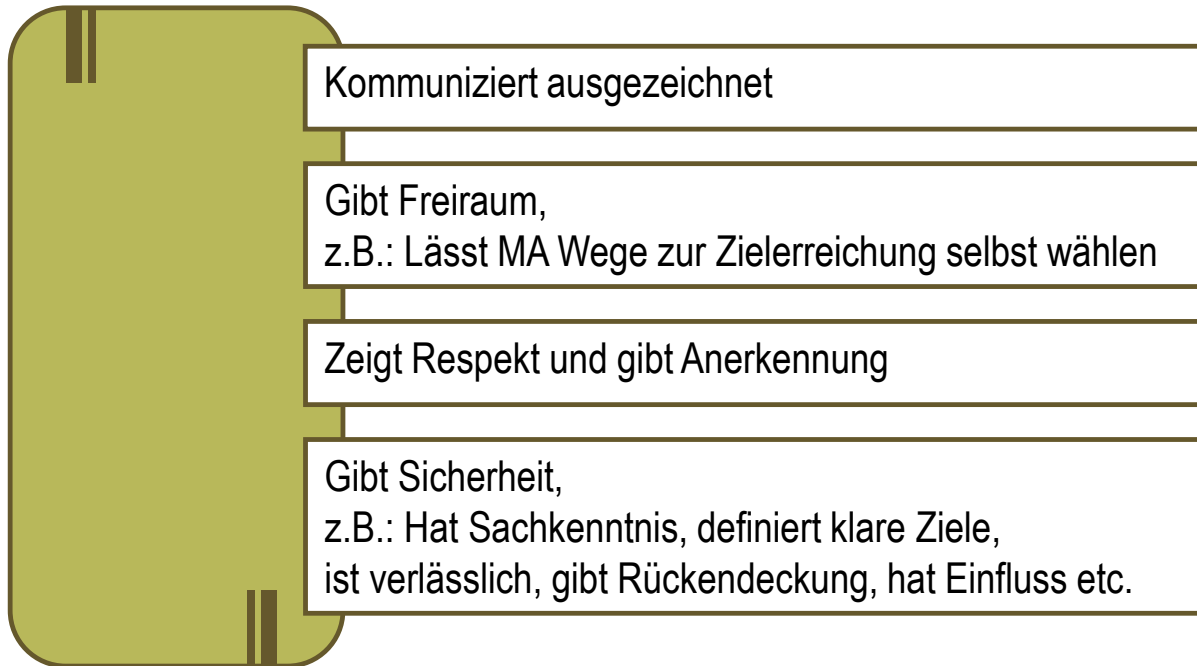 Kommuniziert ausgezeichnet
Gibt Freiraum,
z.B.: Lässt MA Wege zur Zielerreichung selbst wählen
Zeigt Respekt und gibt Anerkennung
Gibt Sicherheit,
z.B.: Hat Sachkenntnis, definiert klare Ziele,
ist verlässlich, gibt Rückendeckung, hat Einfluss etc.